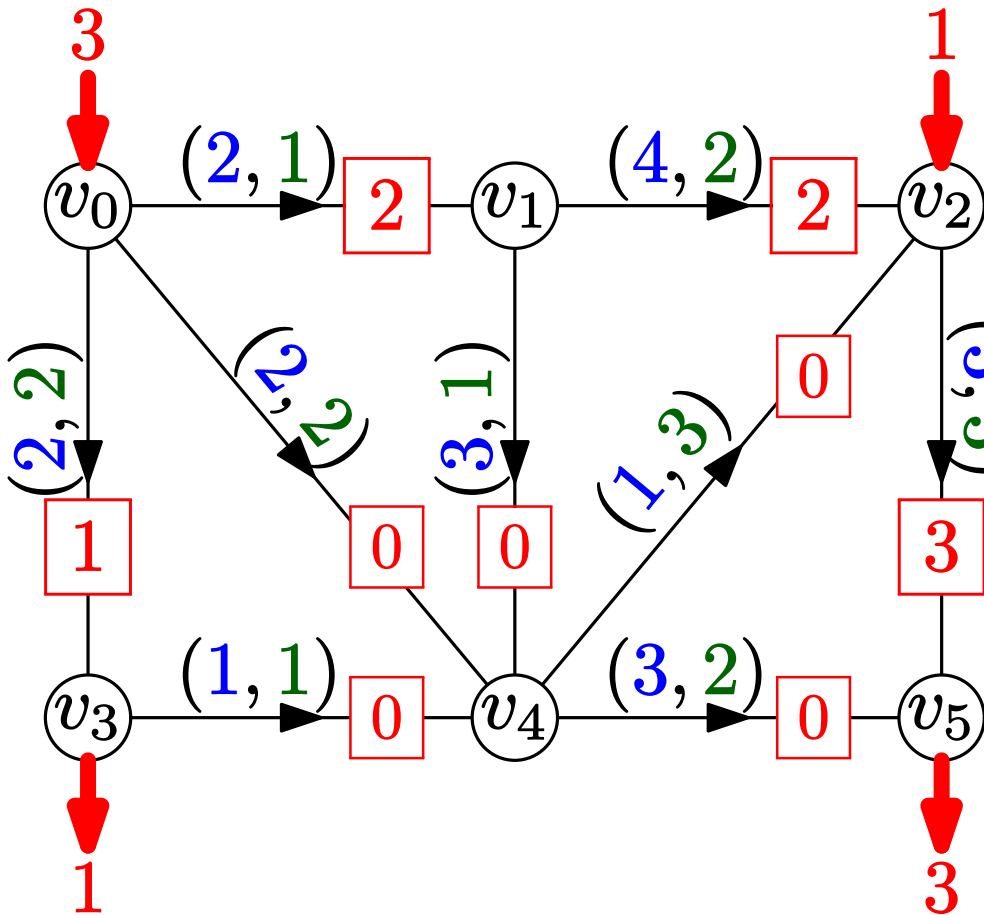 3 1
(2, 1) (4, 2)
v0 2 v1 2 v2
(2, 2) (2, 2) (3, 1) (1, 3) 0
1 0 0 3
(1, 1) (3, 2)
v3 0 v4 0 v5
1 3